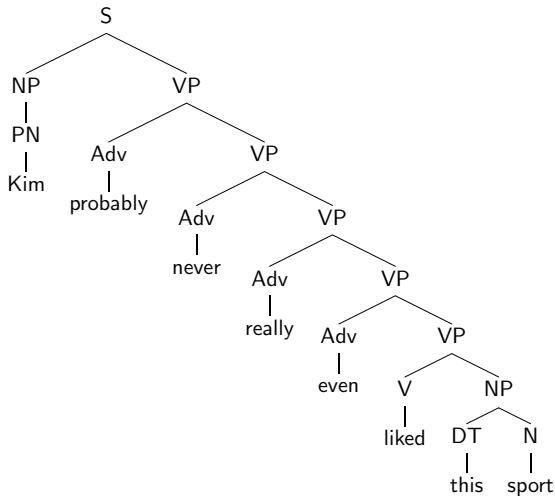 S
NP VP
PN
Adv VP
Kim
probably
Adv VP
never
Adv VP
really
Adv VP
even
V NP
liked
DT N
this sport